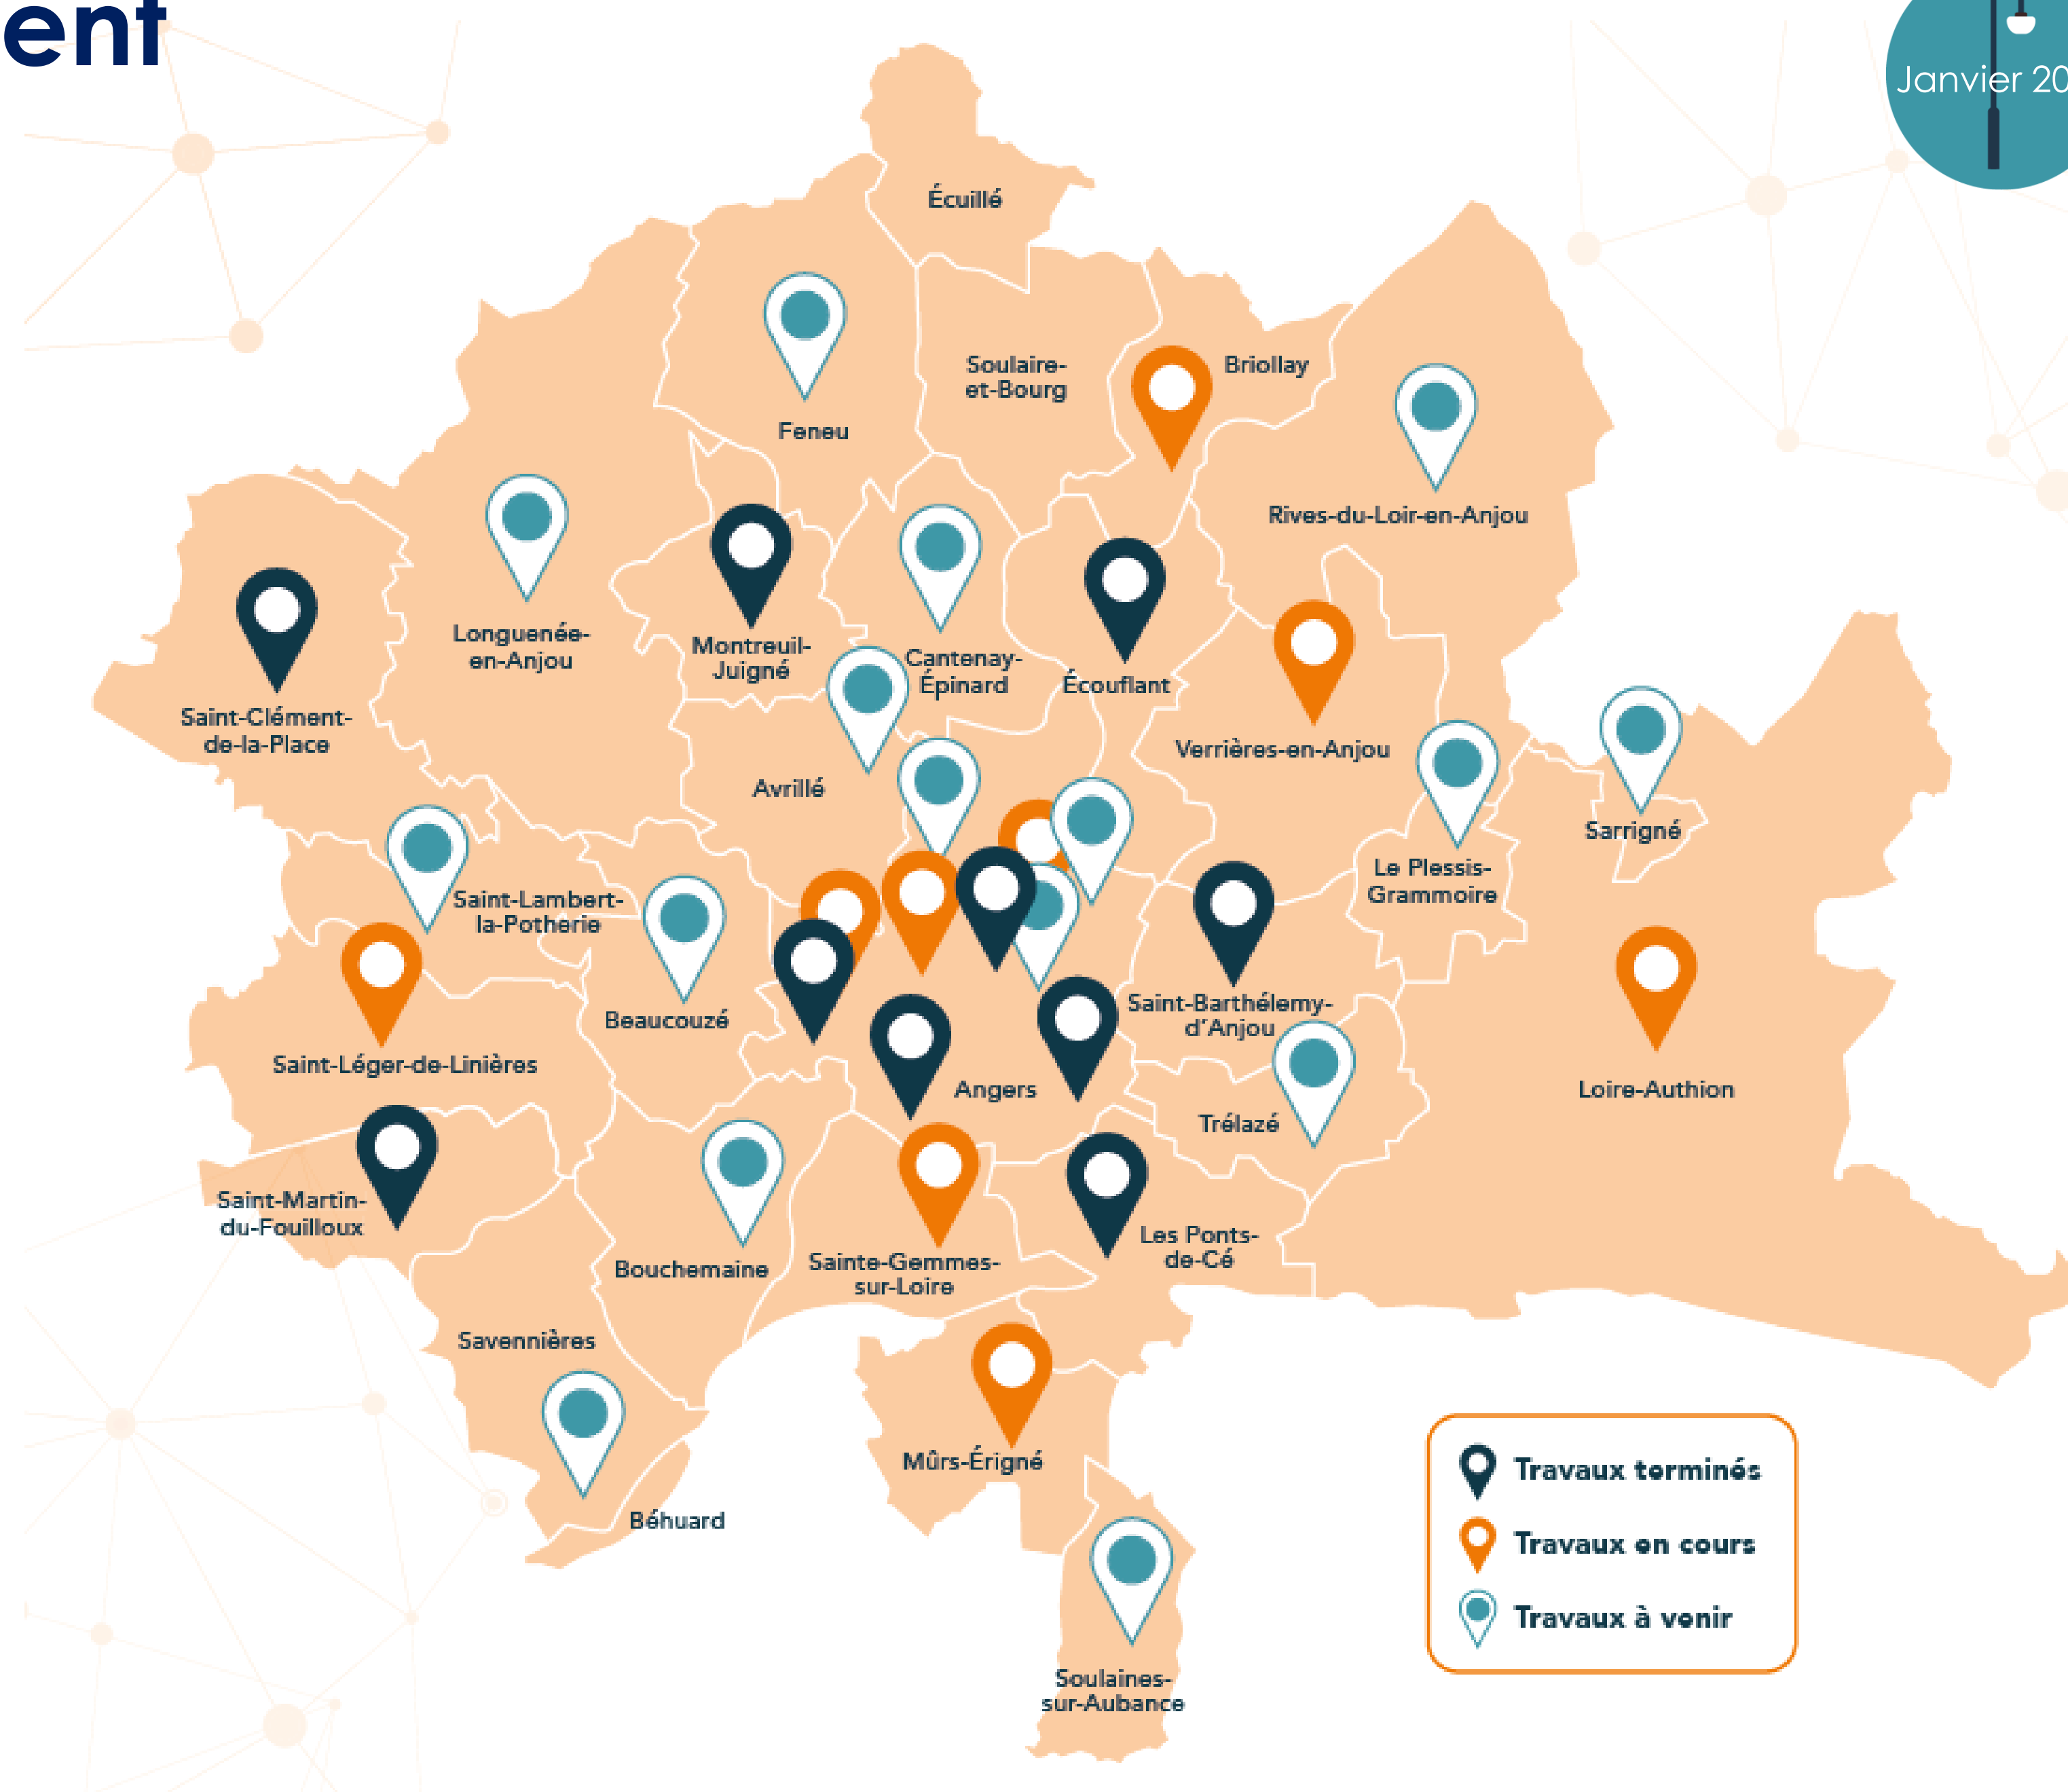 ent
Janvier 20
Écuillé
Soulaire-
et-Bourg
Briollay
Feneu
Rives-du-Loir-en-Anjou
Longuenée-
en-Anjou
Montreuil-
Juigné
Cantenay-
Épinard
Écouflant
Saint-Clément-
de-la-Place
Verrières-en-Anjou
Avrillé
Sarrigné
Le Plessis-
Grammoire
Saint-Lambert-
la-Potherie
Beaucouzé
Saint-Barthélemy-
d'Anjou
Saint-Léger-de-Linières
Angers
Loire-Authion
Trélazé
Saint-Martin-
du-Fouilloux
Les Ponts-
de-Cé
Bouchemaine
Sainte-Gemmes-
sur-Loire
Savennières
Mûrs-Érigné
Béhuard
Soulaines-
sur-Aubance
Travaux terminés
Travaux en cours
Travaux à venir